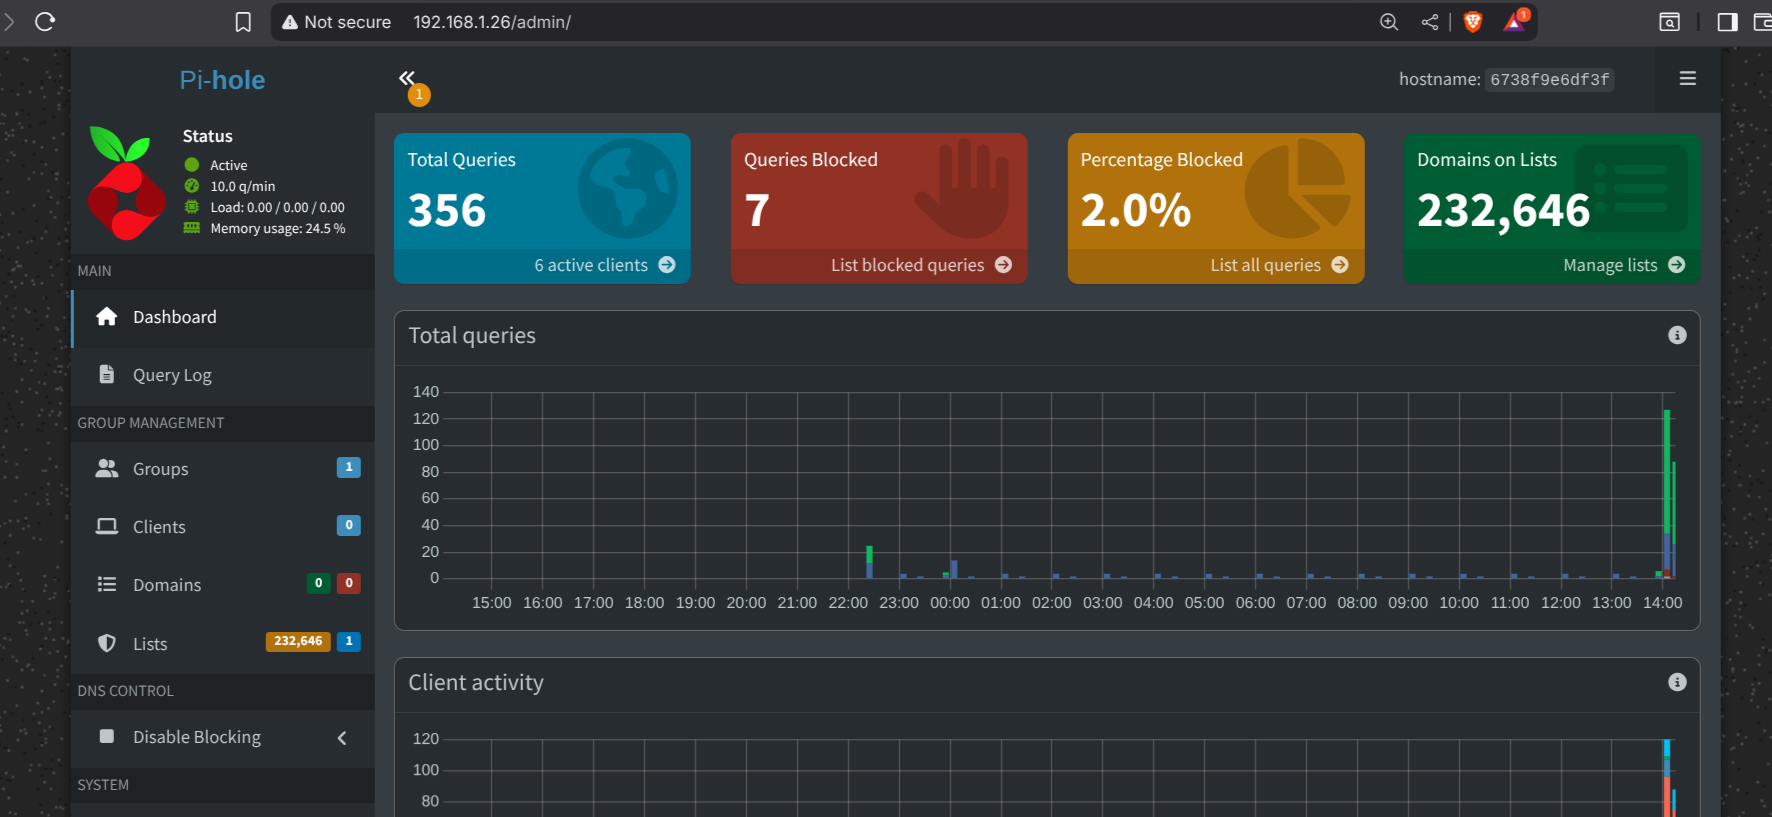 Not secure 192.168.1.26/admin/
1
Pi-hole
1
hostname: 6738f9e6df3f
Status
Active
10.0 q/min
Load: 0.00 / 0.00 / 0.00
Memory usage: 24.5 %
MAIN
Dashboard
Query Log
GROUP MANAGEMENT
Groups 1
Clients 0
Domains 0 0
Lists 232,646 1
DNS CONTROL
Disable Blocking
SYSTEM
Total Queries
356
6 active clients
Queries Blocked
7
List blocked queries
Percentage Blocked
2.0%
List all queries
Domains on Lists
232,646
Manage lists
Total queries
140
120
100
80
60
40
20
0
15:00 16:00 17:00 18:00 19:00 20:00 21:00 22:00 23:00 00:00 01:00 02:00 03:00 04:00 05:00 06:00 07:00 08:00 09:00 10:00 11:00 12:00 13:00 14:00
Client activity
120
100
80